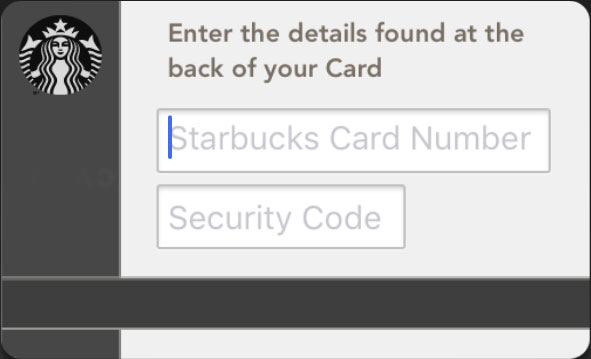 Enter the details found at the
back of your Card
Starbucks Card Number
Security Code